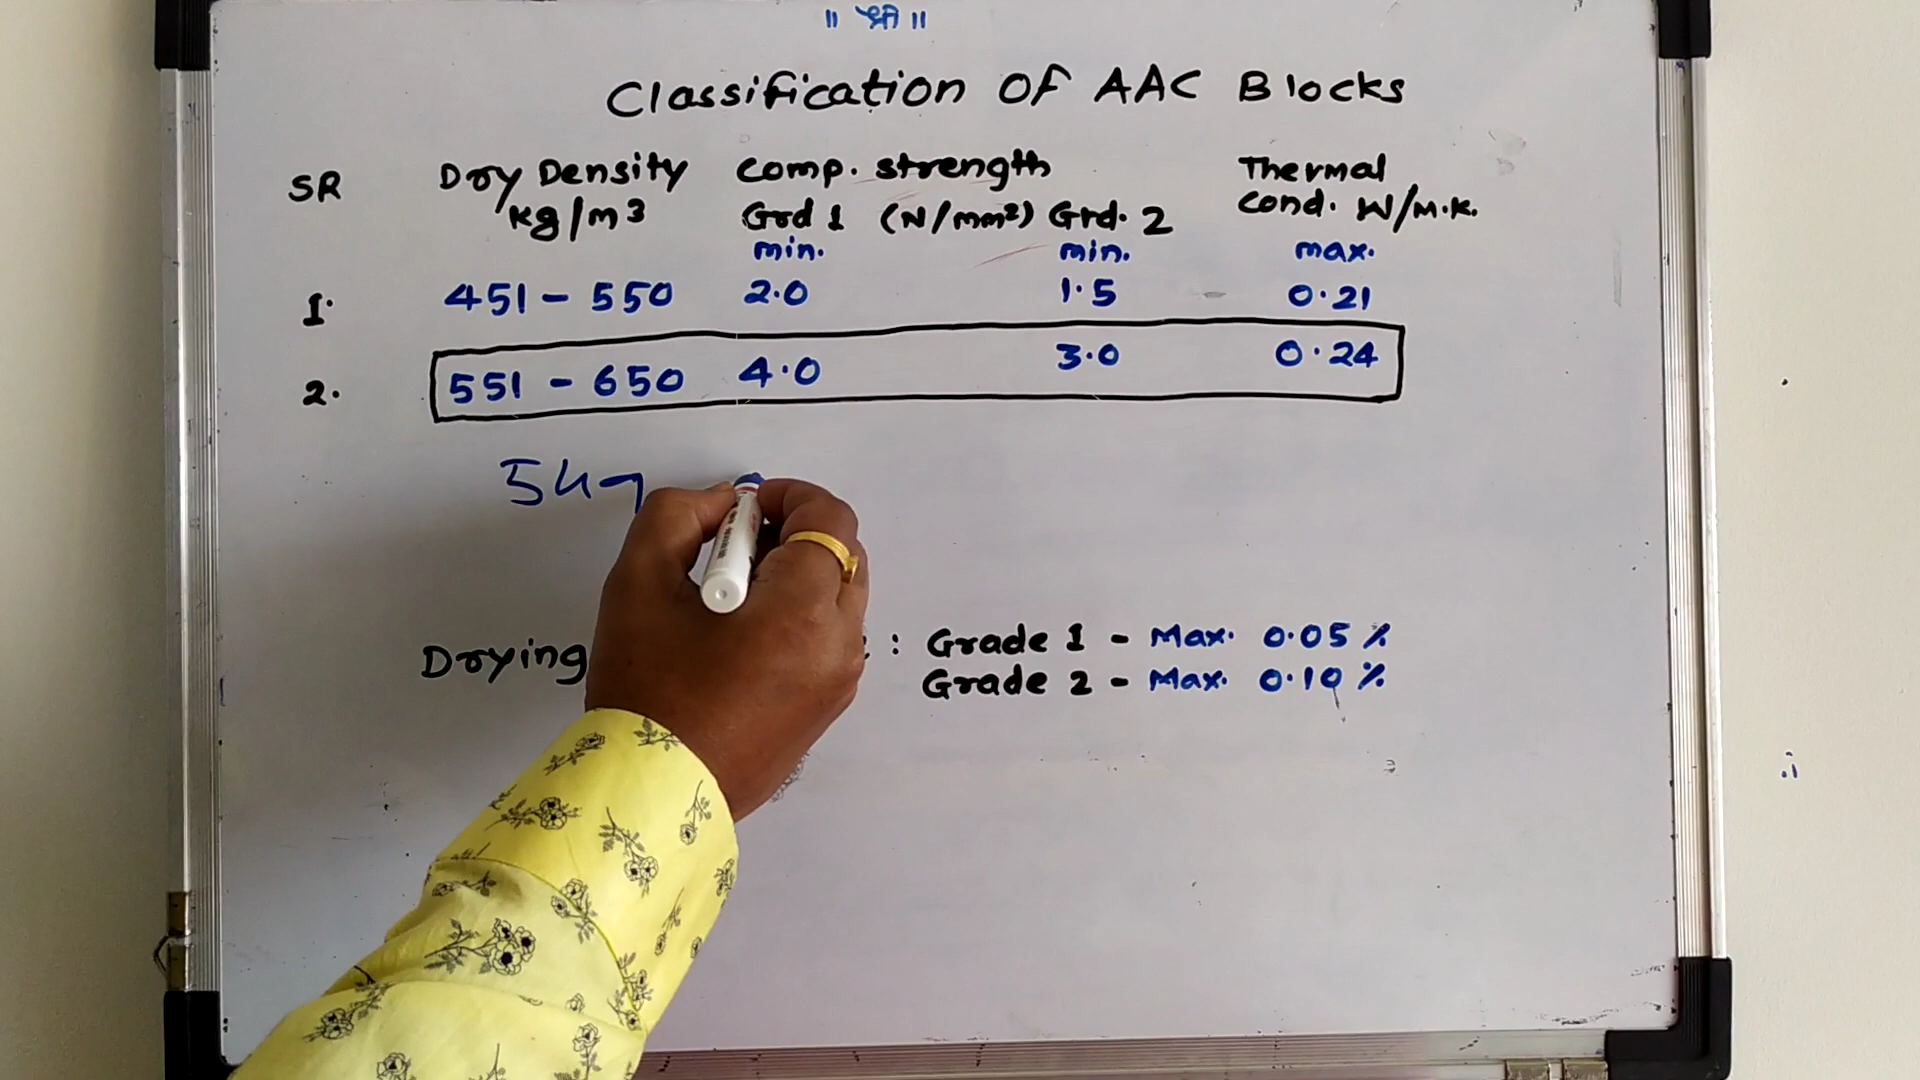 ॥ श्री ॥
Classification OF AAC Blocks
SR Dry Density Comp. strength Thermal
kg/m3 Grd 1 (N/mm²) Grd. 2 Cond. W/M.K.
min. min. max.
1. 451 - 550 2.0 1.5 0.21
2. 551 - 650 4.0 3.0 0.24
Drying : Grade 1 - Max. 0.05 %
Grade 2 - Max. 0.10 %